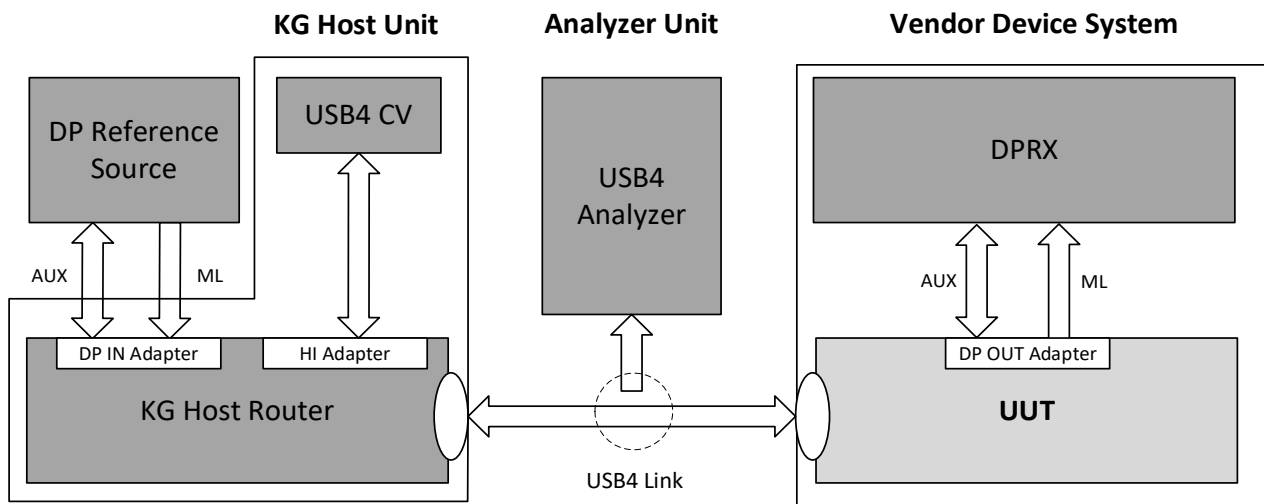 KG Host Unit
Analyzer Unit
Vendor Device System
DP Reference
Source
USB4 CV
USB4
Analyzer
DPRX
AUX
ML
AUX
ML
DP IN Adapter
HI Adapter
DP OUT Adapter
KG Host Router
UUT
USB4 Link